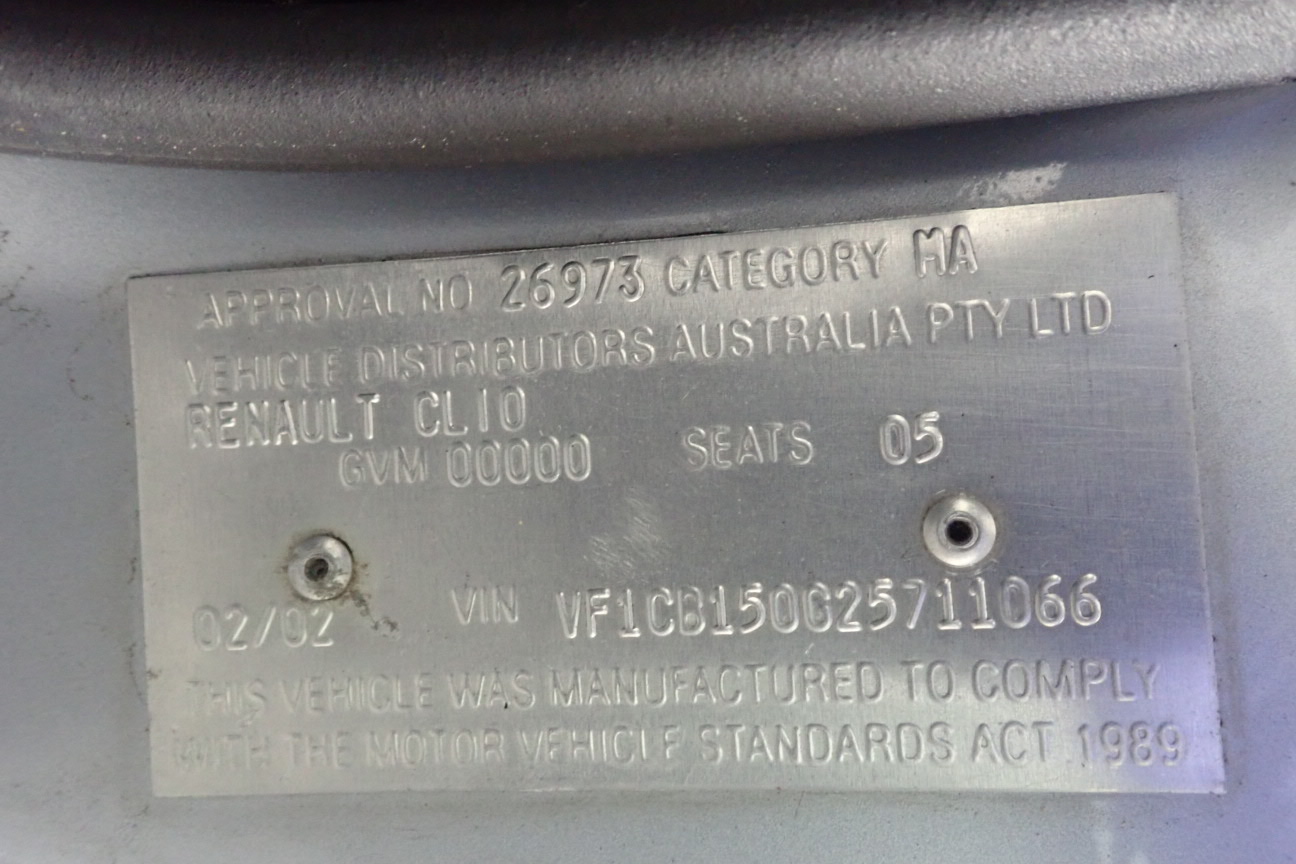 APPROVAL NO 26973 CATEGORY MA
VEHICLE DISTRIBUTORS AUSTRALIA PTY LTD
RENAULT CLIO
GVM 00000 SEATS 05
02/02 VIN VF1CB150G25711066
THIS VEHICLE WAS MANUFACTURED TO COMPLY
WITH THE MOTOR VEHICLE STANDARDS ACT 1989